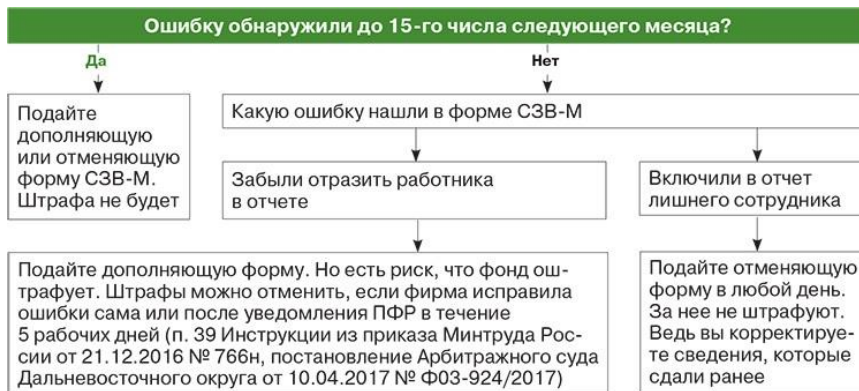 Ошибку обнаружили до 15-го числа следующего месяца?
Да
Нет
Подайте
дополняющую
или отменяющую
форму СЗВ-М.
Штрафа не будет
Какую ошибку нашли в форме СЗВ-М
Забыли отразить работника
в отчете
Включили в отчет
лишнего сотрудника
Подайте дополняющую форму. Но есть риск, что фонд ош-
трафует. Штрафы можно отменить, если фирма исправила
ошибки сама или после уведомления ПФР в течение
5 рабочих дней (п. 39 Инструкции из приказа Минтруда Рос-
сии от 21.12.2016 № 766н, постановление Арбитражного суда
Дальневосточного округа от 10.04.2017 № Ф03-924/2017)
Подайте отменяющую
форму в любой день.
За нее не штрафуют.
Ведь вы корректируе-
те сведения, которые
сдали ранее